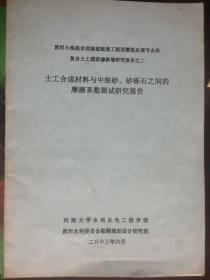 黄河小浪底水利枢纽配套工程西霞院反调节水库
复合土工膜防渗斜墙研究报告之二
土工合成材料与中细砂、砂砾石之间的
摩擦系数测试研究报告
河海大学水利水电工程学院
黄河水利委员会勘测规划设计研究院
二〇〇三年六月